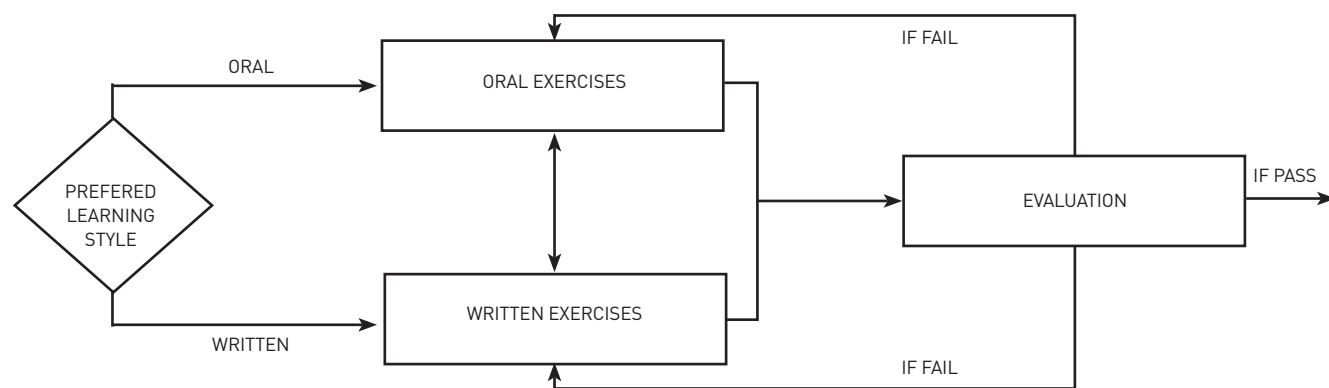 IF FAIL
ORAL
ORAL EXERCISES
PREFERED
LEARNING
STYLE
EVALUATION
IF PASS
WRITTEN EXERCISES
WRITTEN
IF FAIL